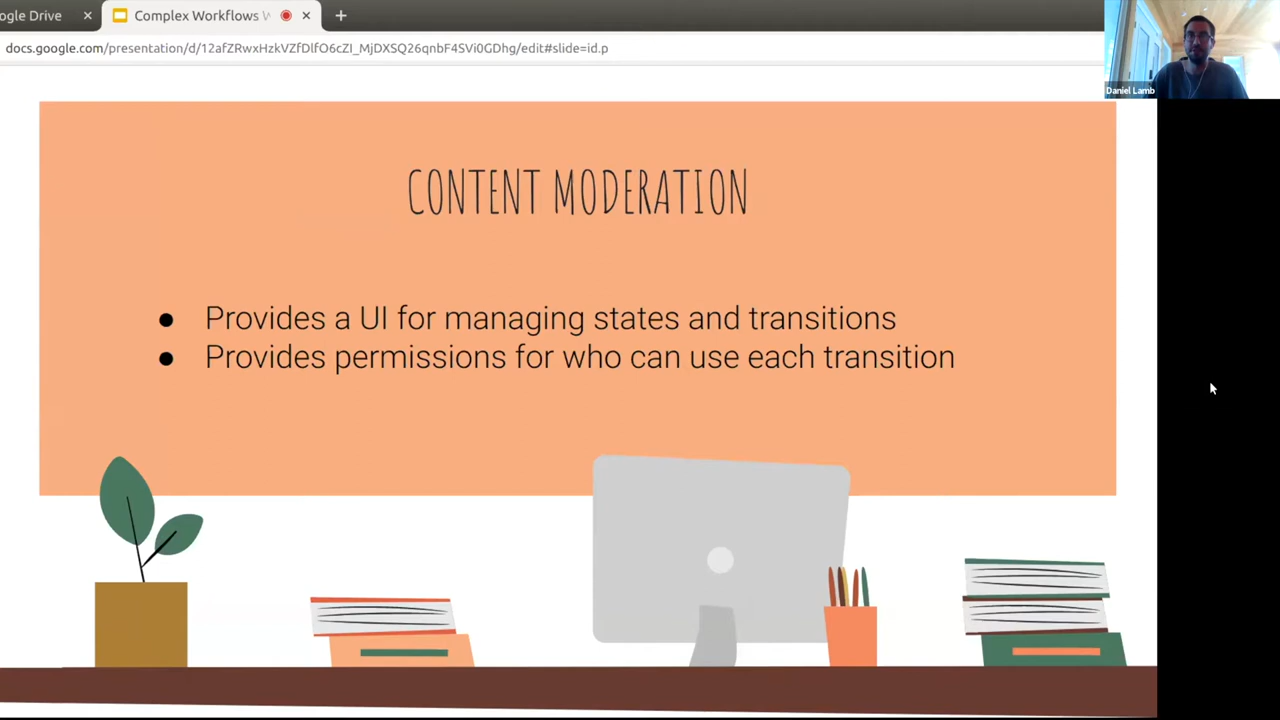 ogle Drive
Complex Workflows W
docs.google.com/presentation/d/12afZRwxHzkVZfDlfO6cZI_MjDXSQ26qnbF4SVi0GDhg/edit#slide=id.p
Daniel Lamb
CONTENT MODERATION
● Provides a UI for managing states and transitions
● Provides permissions for who can use each transition